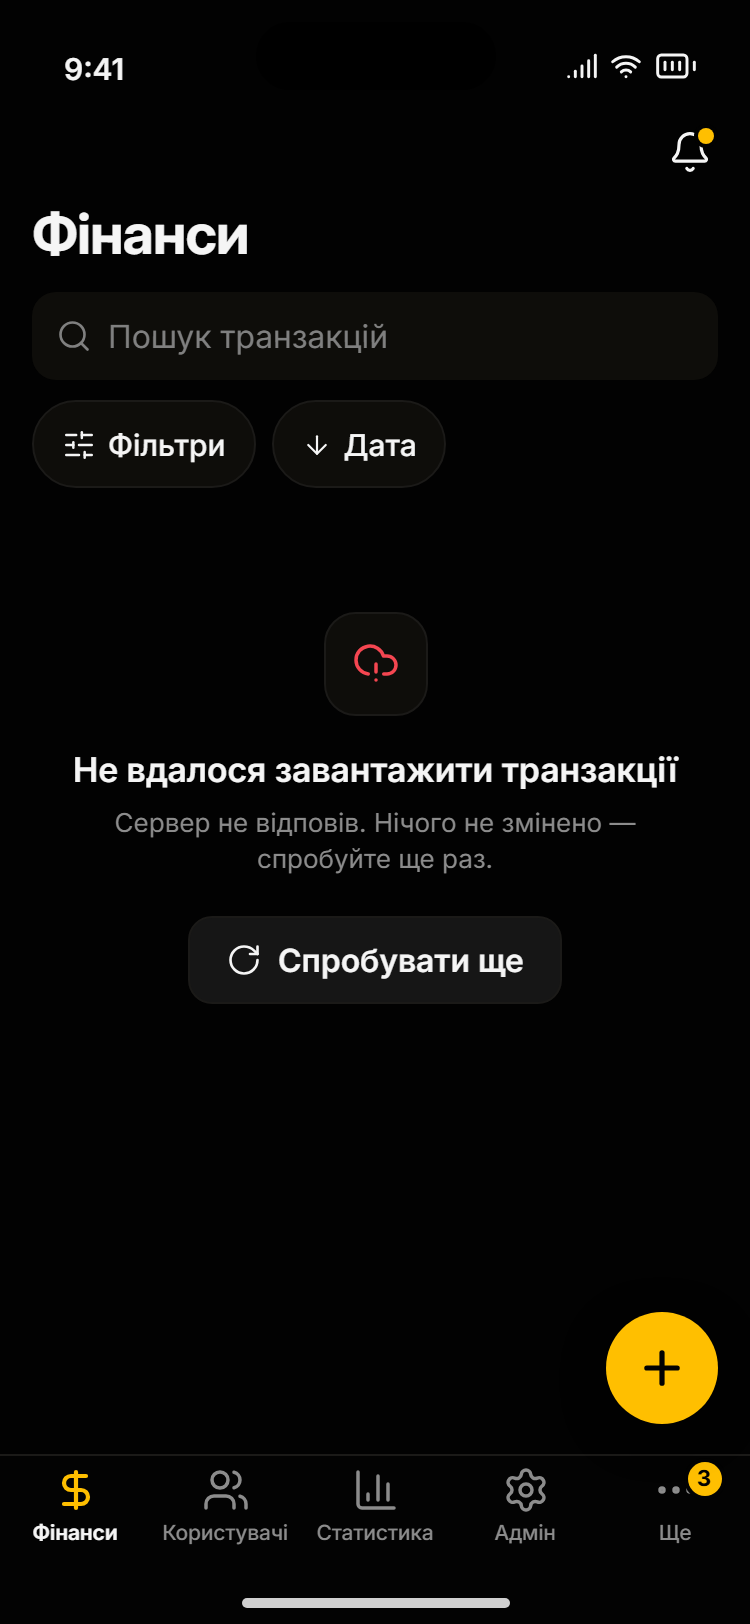 9:41
Фінанси
Пошук транзакцій
Фільтри
Дата
Не вдалося завантажити транзакції
Сервер не відповів. Нічого не змінено —
спробуйте ще раз.
Спробувати ще
3
Фінанси
Користувачі
Статистика
Адмін
Ще